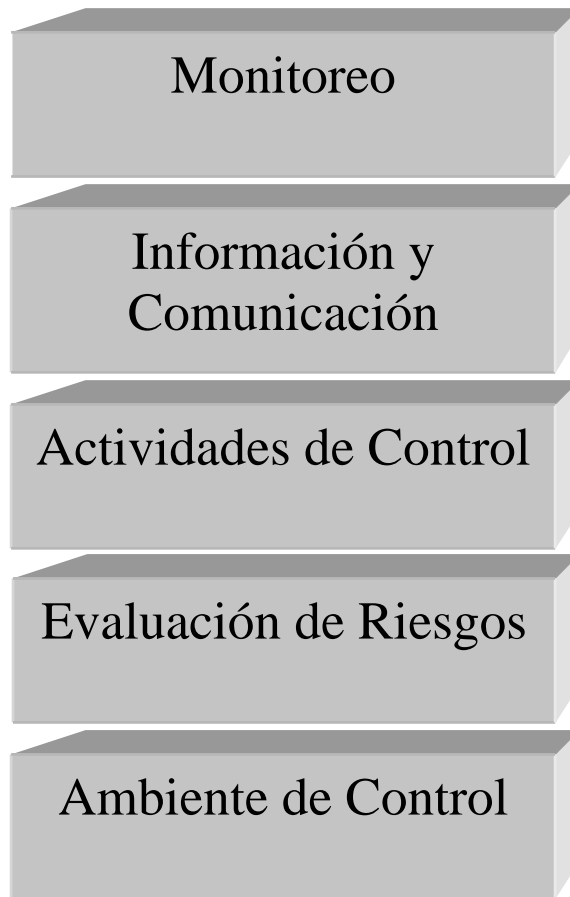 Monitoreo
Información y
Comunicación
Actividades de Control
Evaluación de Riesgos
Ambiente de Control